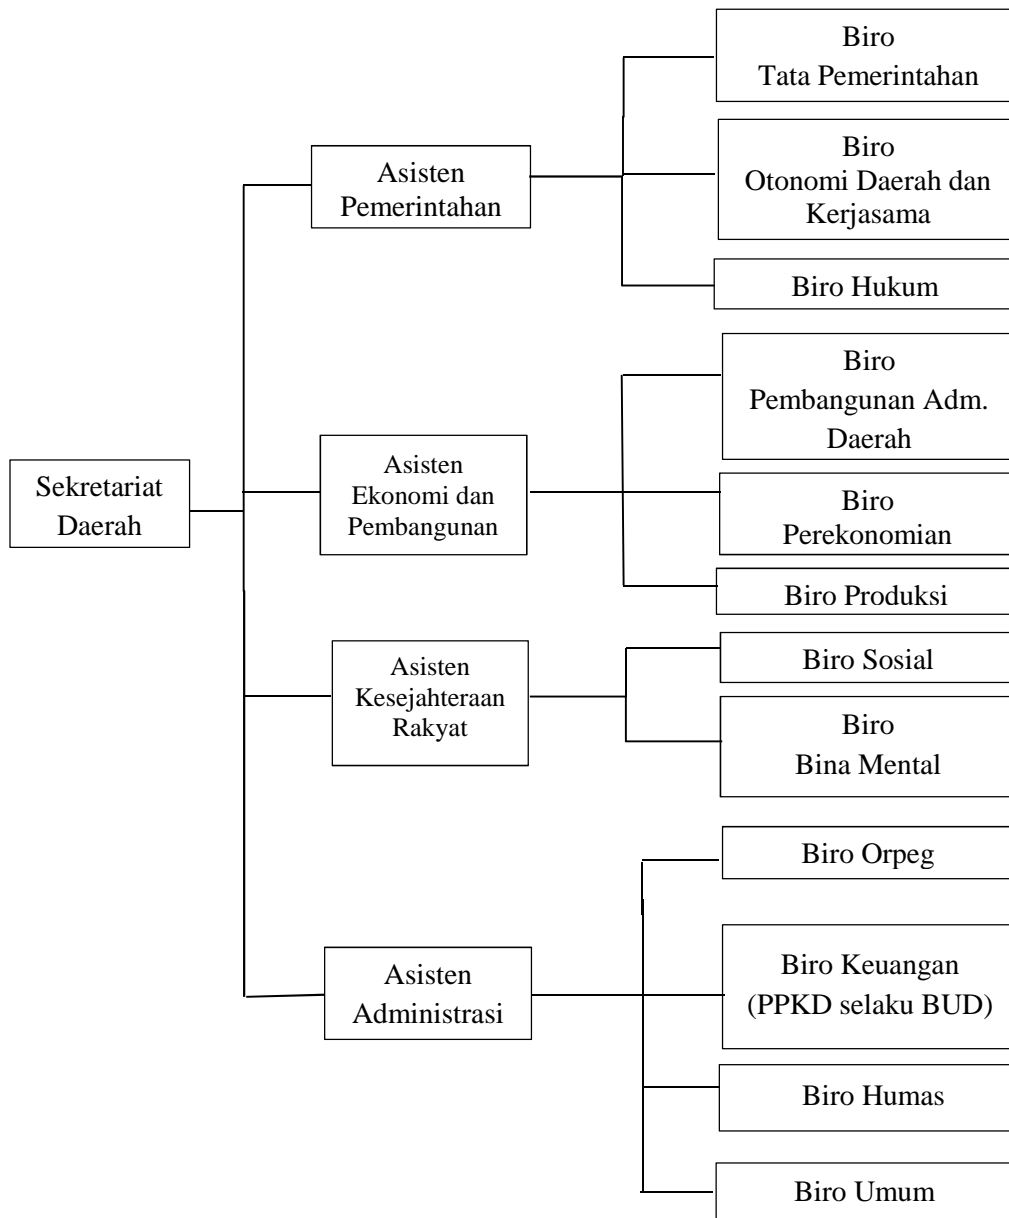 Sekretariat
Daerah
Asisten
Pemerintahan
Biro
Tata Pemerintahan
Biro
Otonomi Daerah dan
Kerjasama
Biro Hukum
Asisten
Ekonomi dan
Pembangunan
Biro
Pembangunan Adm.
Daerah
Biro
Perekonomian
Biro Produksi
Asisten
Kesejahteraan
Rakyat
Biro Sosial
Biro
Bina Mental
Asisten
Administrasi
Biro Orpeg
Biro Keuangan
(PPKD selaku BUD)
Biro Humas
Biro Umum